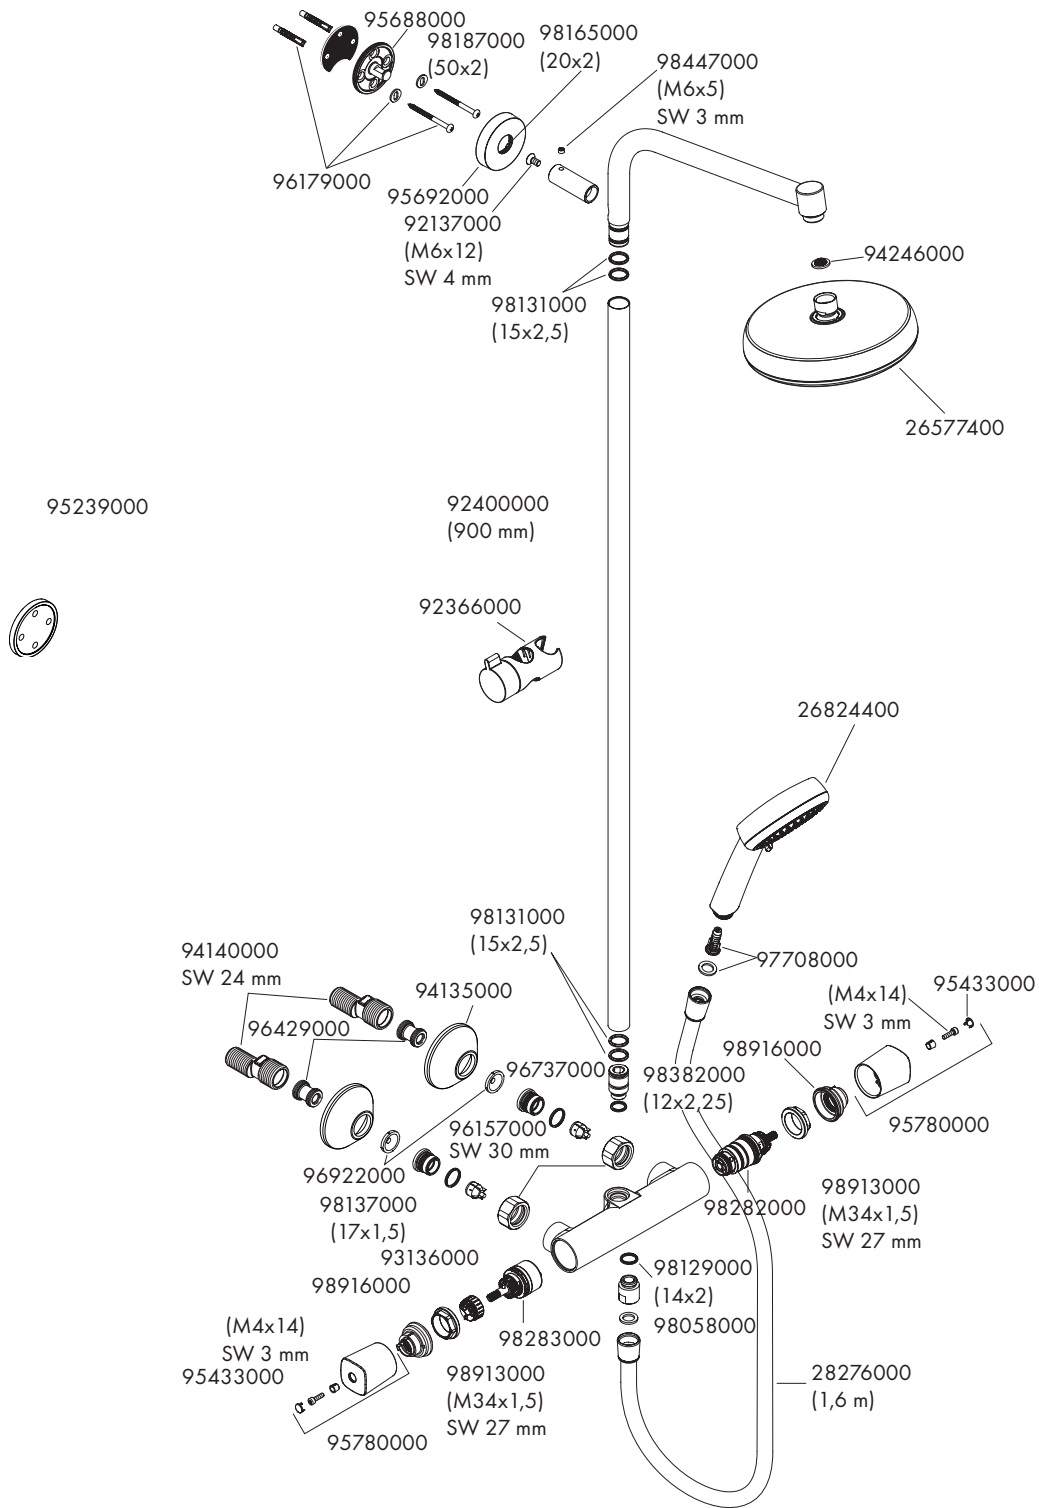 95688000
98187000
(50x2)
98165000
(20x2)
98447000
(M6x5)
SW 3 mm
96179000
95692000
92137000
(M6x12)
SW 4 mm
98131000
(15x2,5)
94246000
26577400
95239000
92400000
(900 mm)
92366000
26824400
98131000
(15x2,5)
94140000
SW 24 mm
94135000
96429000
97708000
(M4x14)
SW 3 mm
95433000
98916000
96737000
98382000
(12x2,25)
95780000
96157000
SW 30 mm
96922000
98137000
(17x1,5)
98282000
98913000
(M34x1,5)
SW 27 mm
93136000
98916000
98129000
(14x2)
98058000
98283000
(M4x14)
SW 3 mm
95433000
98913000
(M34x1,5)
SW 27 mm
28276000
(1,6 m)
95780000